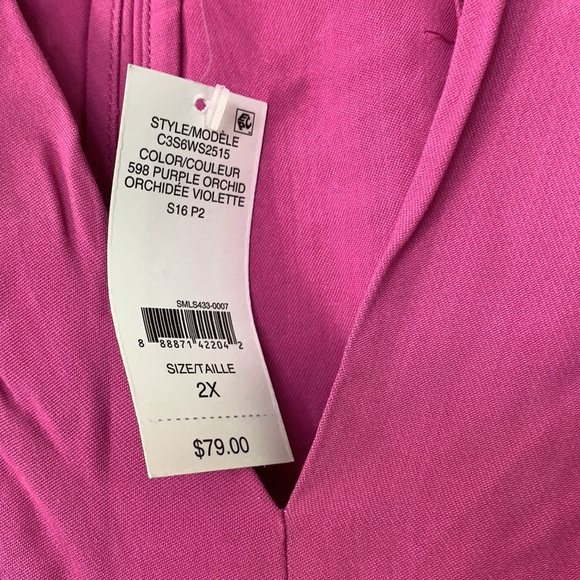 STYLE/MODÈLE
C3S6WS2515
COLOR/COULEUR
598 PURPLE ORCHID
ORCHIDÉE VIOLETTE
S16 P2
SMLS433-0007
8 88871 42204 2
SIZE/TAILLE
2X
$79.00